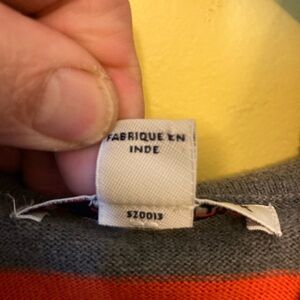 FABRIQUE EN
INDE
SZ0013